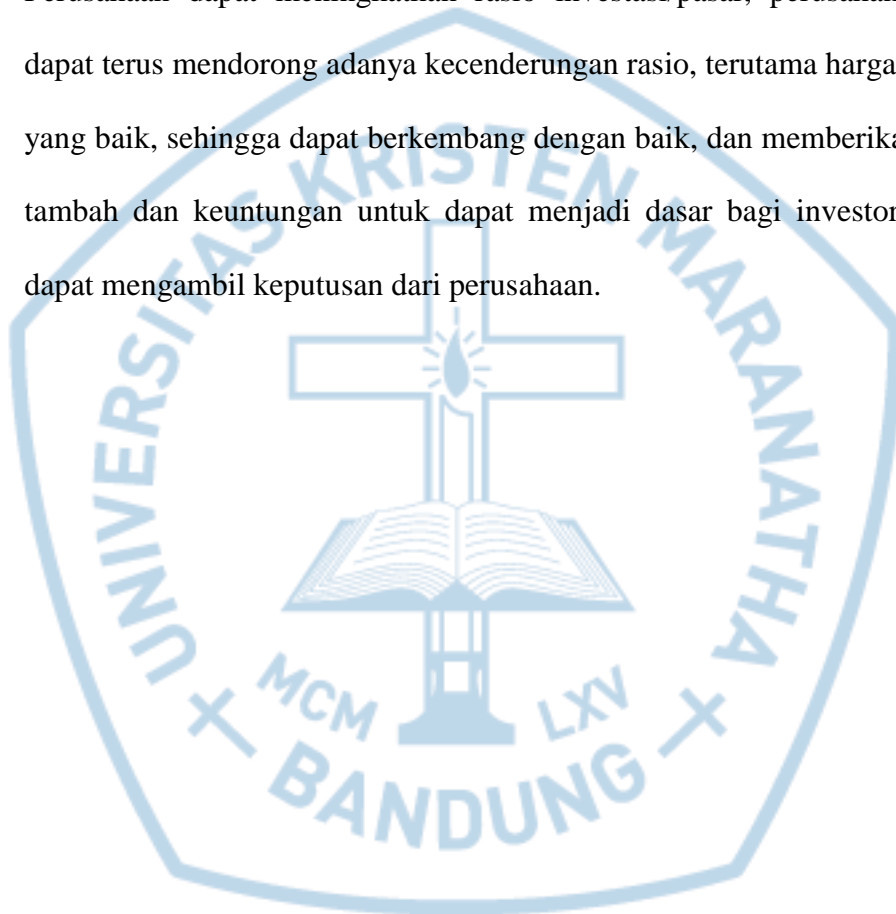 Perusahaan dapat meningkatkan rasio investasi/pasar, perusahan
dapat terus mendorong adanya kecenderungan rasio, terutama harga
yang baik, sehingga dapat berkembang dengan baik, dan memberika
tambah dan keuntungan untuk dapat menjadi dasar bagi investor
dapat mengambil keputusan dari perusahaan.
UNIVERSITAS KRISTEN MARANATHA
MCM LXV
BANDUNG